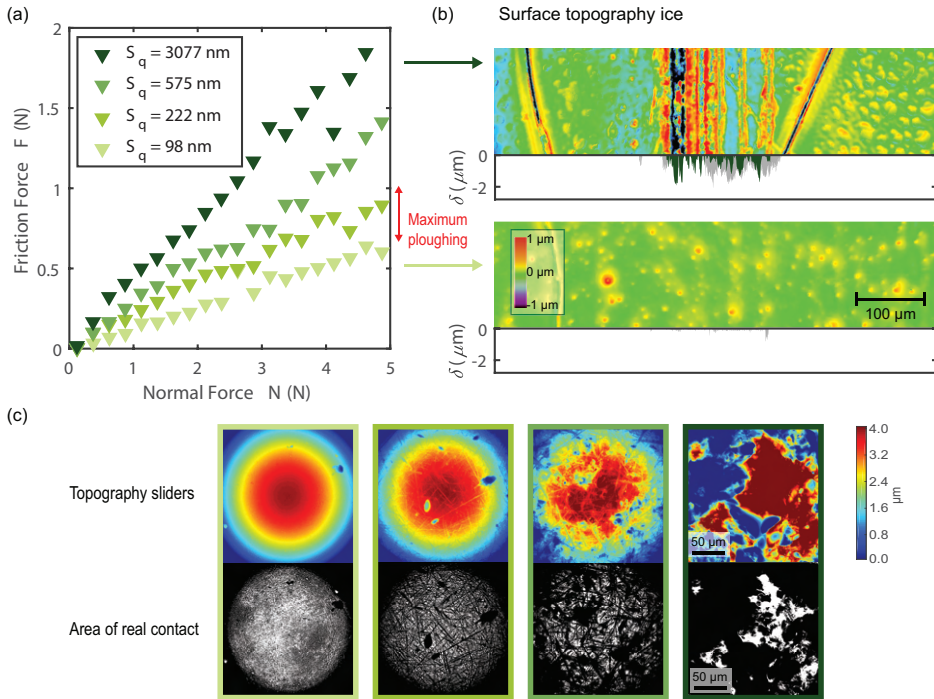 (a)
Friction Force F (N)
2
1.5
1
0.5
0
S q = 3077 nm
S q = 575 nm
S q = 222 nm
S q = 98 nm
Maximum
ploughing
0 1 2 3 4 5
Normal Force N (N)
(b) Surface topography ice
0
-2
δ (μm)
1 μm
0 μm
-1 μm
100 μm
0
-2
δ (μm)
(c)
Topography sliders
50 μm
4.0
3.2
2.4
1.6
0.8
0.0
μm
Area of real contact
50 μm